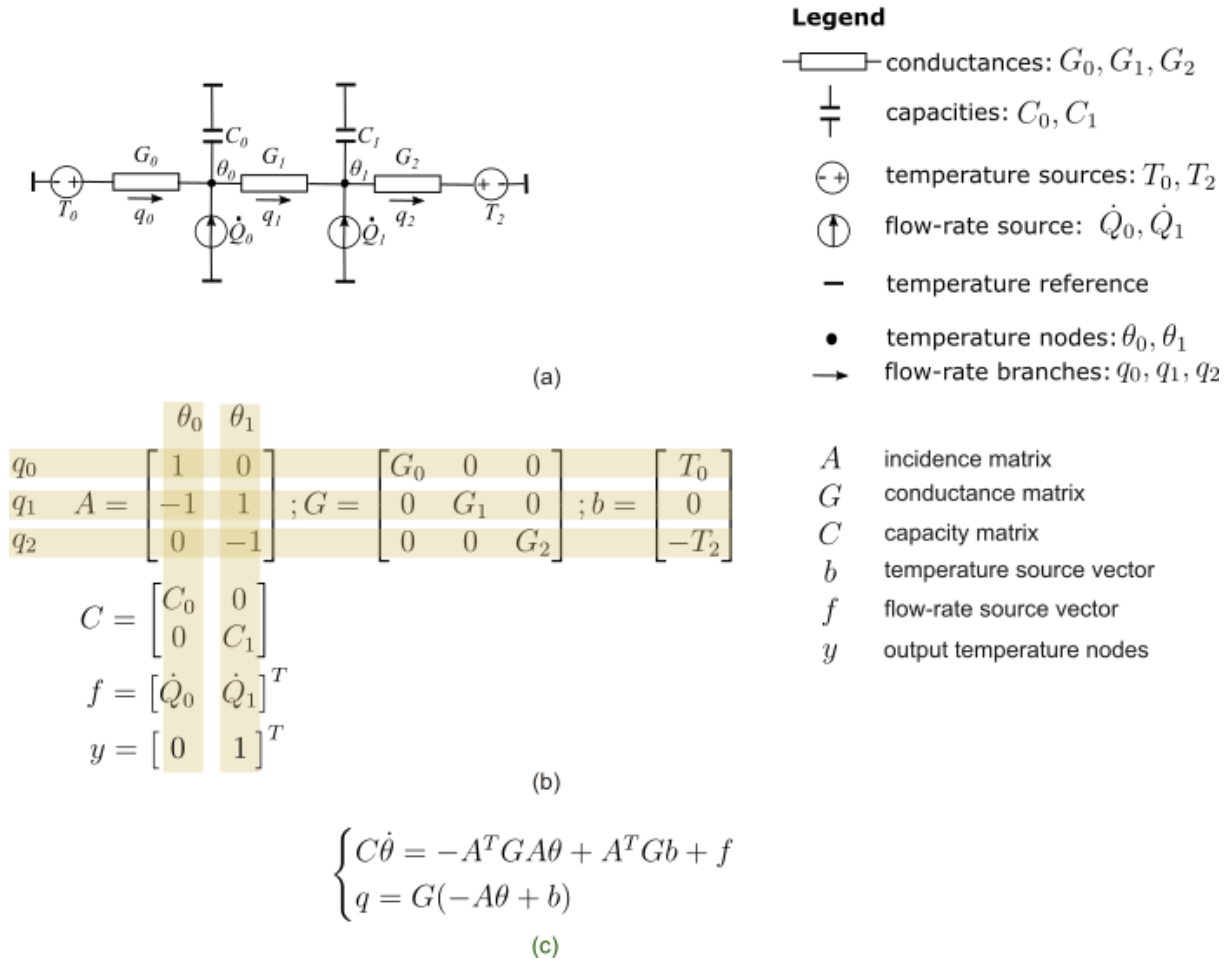 Legend
conductances: G₀, G₁, G₂
capacities: C₀, C₁
temperature sources: T₀, T₂
flow-rate source: Q̇₀, Q̇₁
temperature reference
temperature nodes: θ₀, θ₁
flow-rate branches: q₀, q₁, q₂
A incidence matrix
G conductance matrix
C capacity matrix
b temperature source vector
f flow-rate source vector
y output temperature nodes
C₀ C₁
G₀ θ₀ G₁ θ₁ G₂
- + + -
T₀ q₀ q₁ q₂ T₂
Q̇₀ Q̇₁
(a)
θ₀ θ₁
q₀ [1 0] [G₀ 0 0] [T₀]
q₁ A = [-1 1] ; G = [0 G₁ 0] ; b = [0]
q₂ [0 -1] [0 0 G₂] [-T₂]
C = [C₀ 0
0 C₁]
f = [Q̇₀ Q̇₁]ᵀ
y = [0 1]ᵀ
(b)
{ Cθ̇ = -AᵀGAθ + AᵀGb + f
q = G(-Aθ + b)
(c)